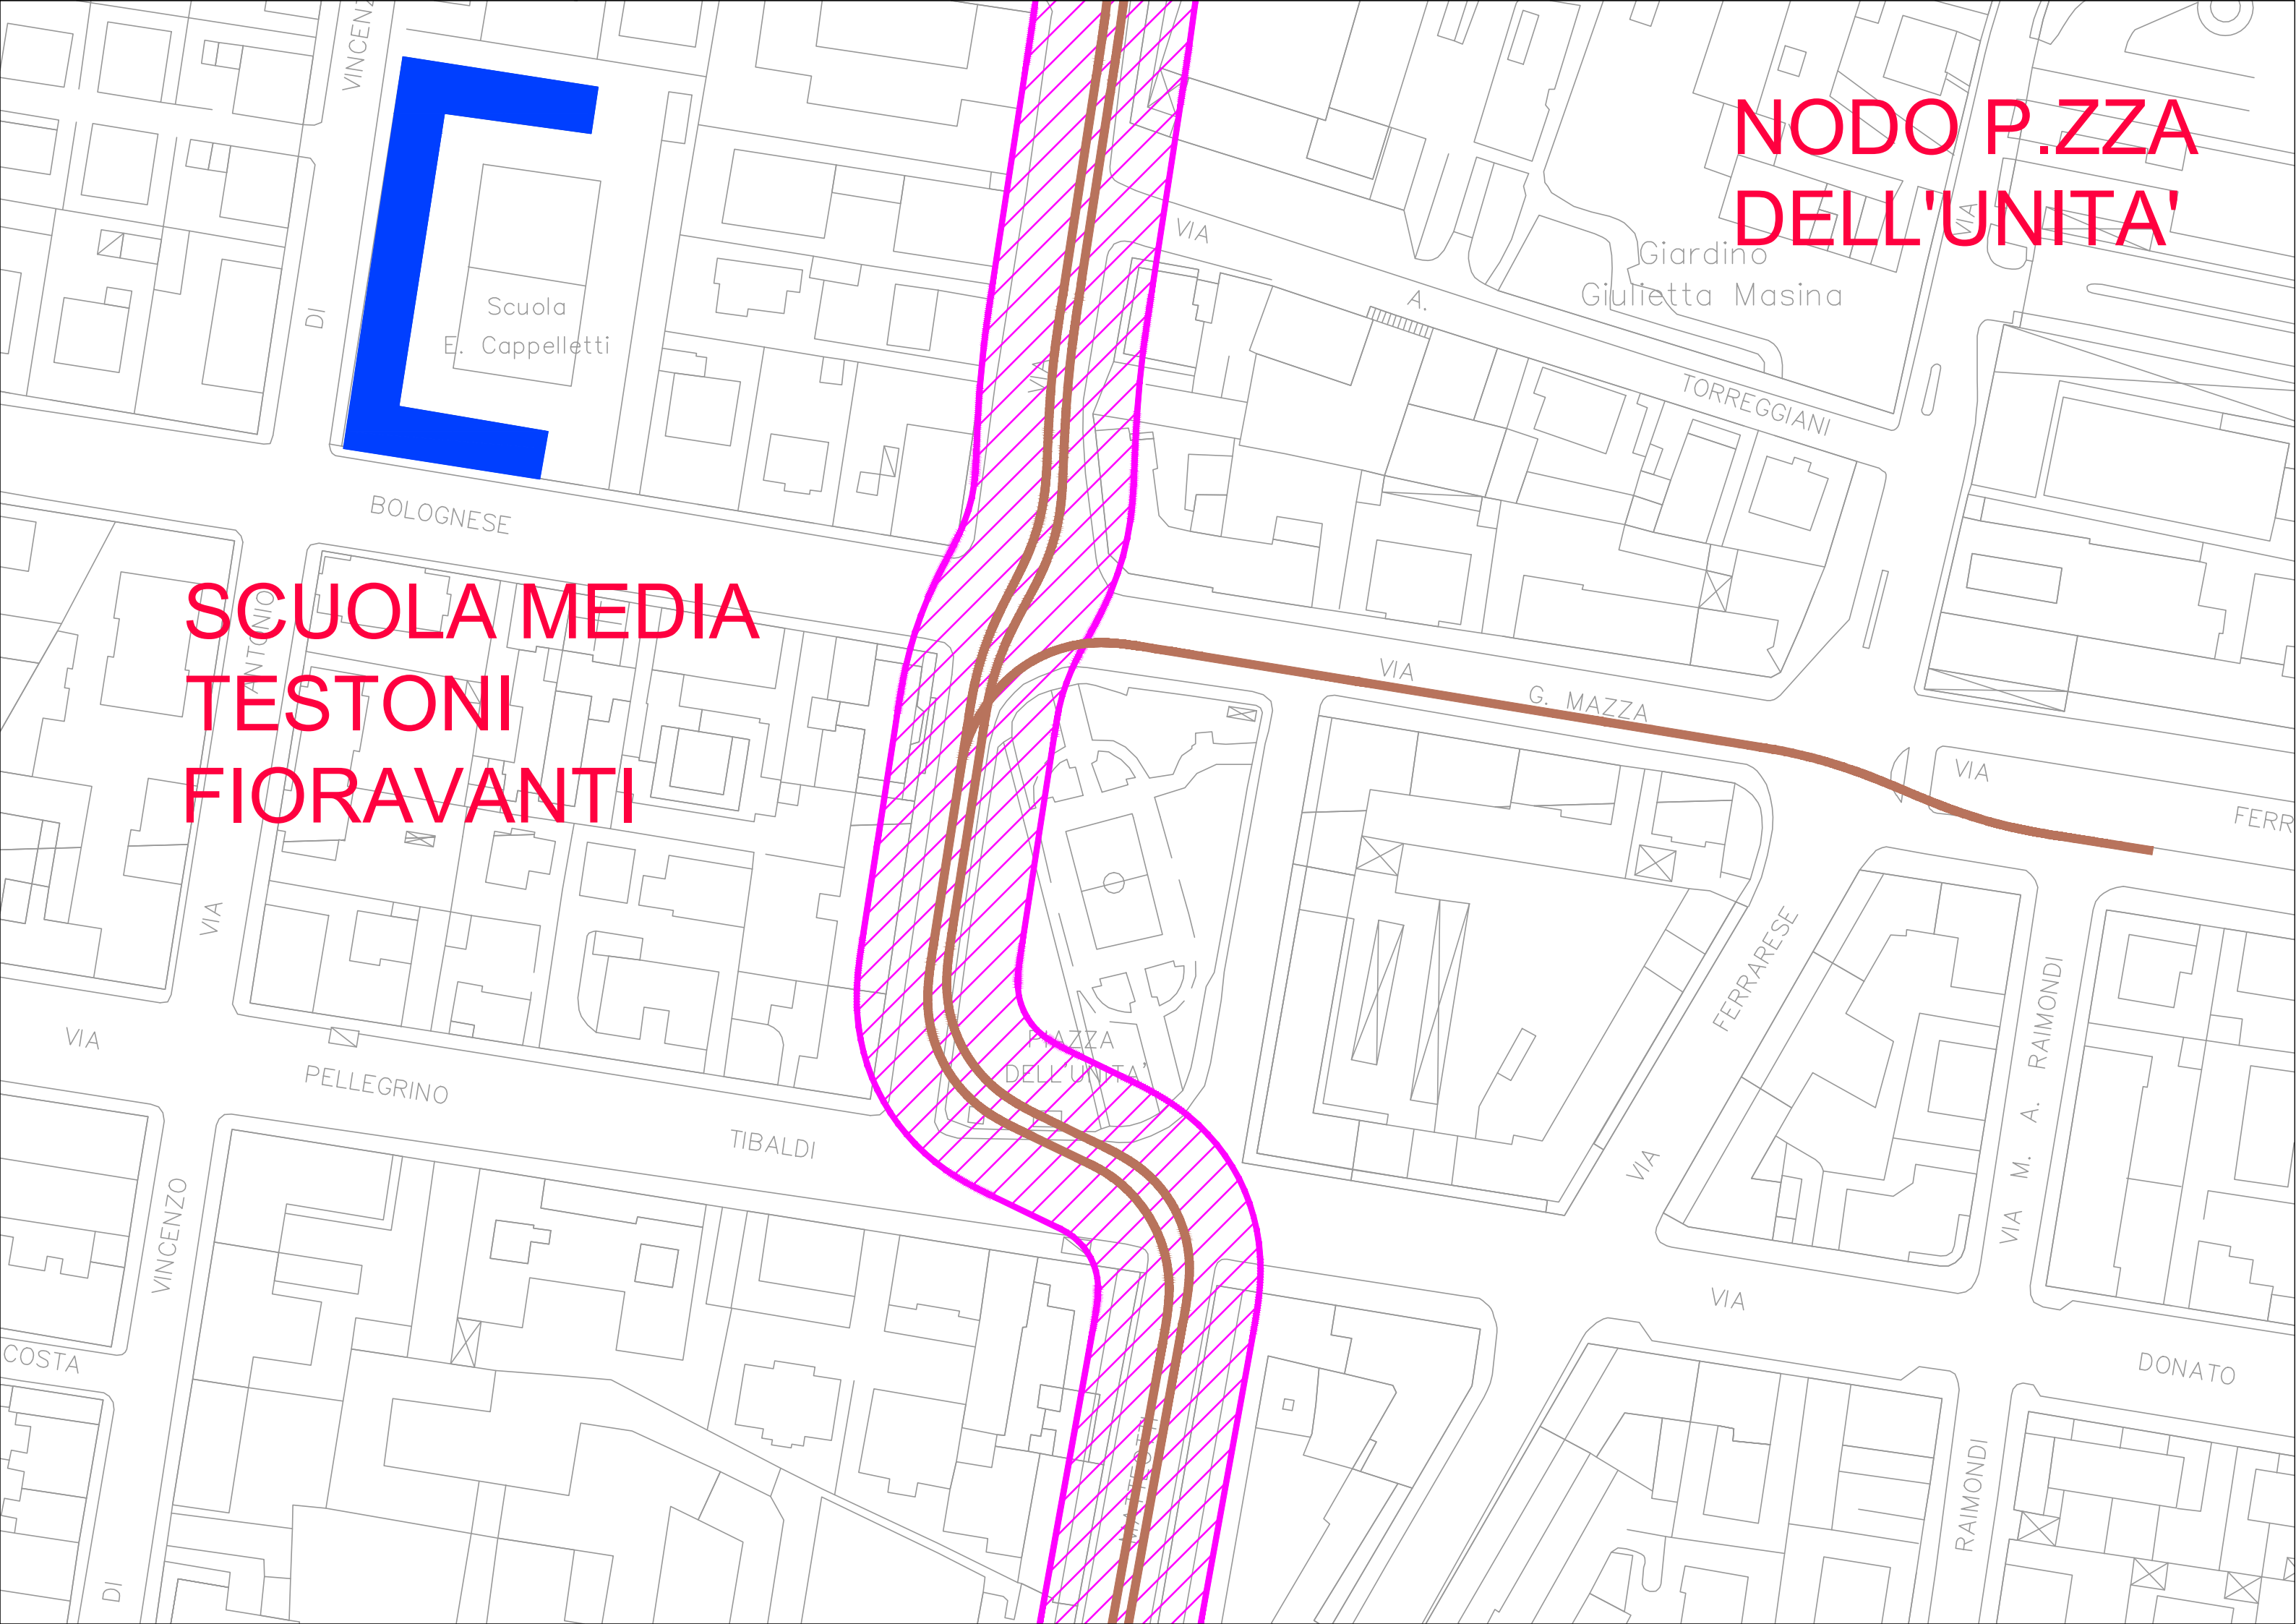 VINCENZ
NODO P.ZZA
DELL'UNITA'
VIA
VIA
Giardino
Giulietta Masina
A.
DI
Scuola
E. Cappelletti
VIA
TORREGGIANI
BOLOGNESE
SCUOLA MEDIA
TESTONI
FIORAVANTI
ANTONIO
VIA
G. MAZZA
VIA
FERR
VIA
FERRARESE
VIA
PIAZZA
DELL'UNITA'
PELLEGRINO
TIBALDI
VIA
VIA M. A. RAIMONDI
VINCENZO
VIA
COSTA
DONATO
RAIMONDI
DI